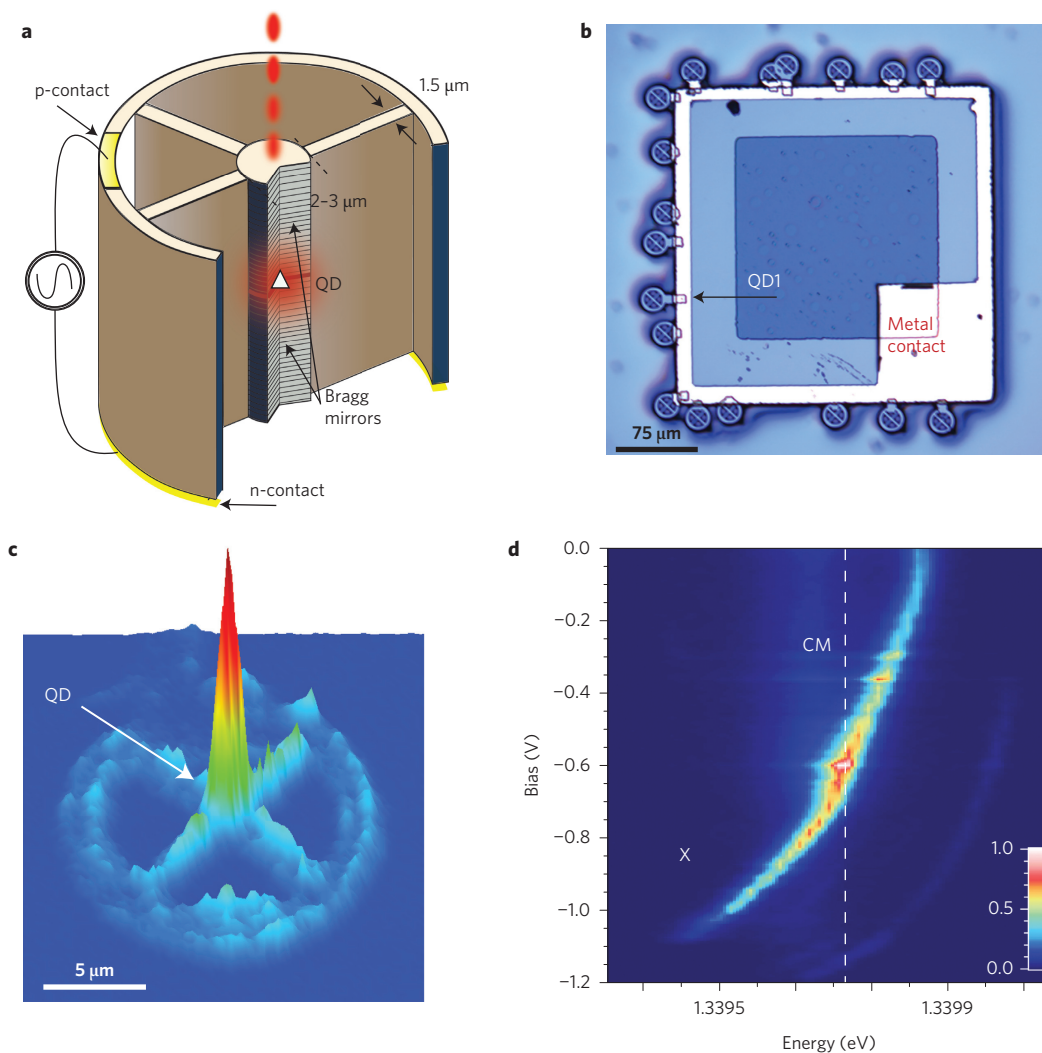 a
p-contact
1.5 μm
2–3 μm
QD
Bragg
mirrors
n-contact
b
QD1
Metal
contact
75 μm
c
QD
5 μm
d
0.0
−0.2
−0.4
−0.6
−0.8
−1.0
−1.2
Bias (V)
CM
X
1.0
0.5
0.0
1.3395
1.3899
Energy (eV)